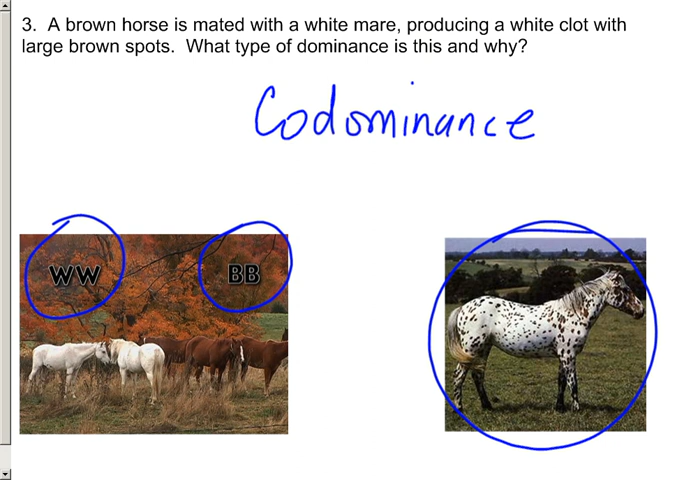 3. A brown horse is mated with a white mare, producing a white clot with
large brown spots. What type of dominance is this and why?
Codominance
WW
BB